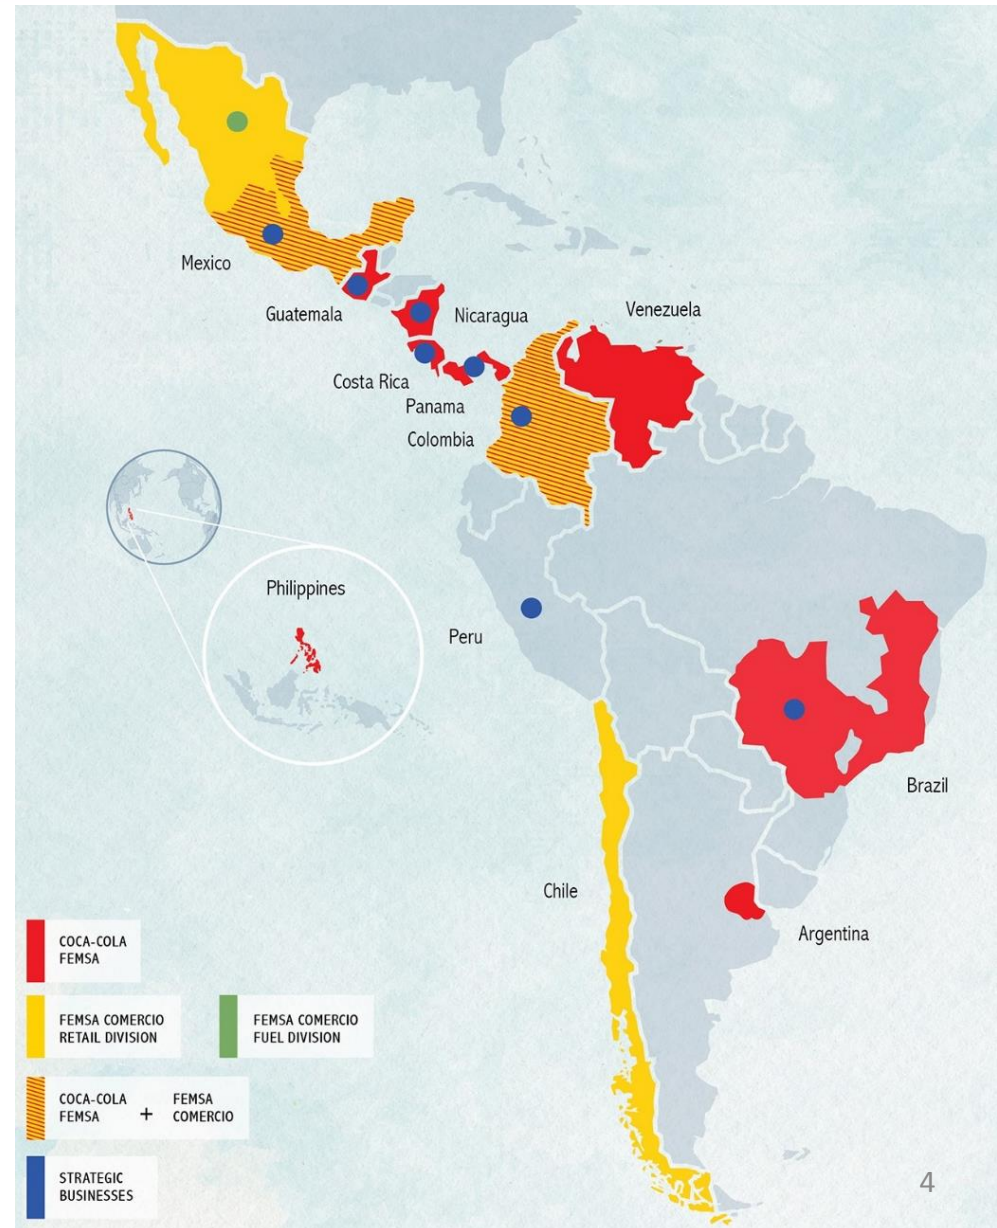 Mexico
Guatemala
Nicaragua
Venezuela
Costa Rica
Panama
Colombia
Philippines
Peru
Brazil
Chile
Argentina
COCA-COLA
FEMSA
FEMSA COMERCIO
RETAIL DIVISION
FEMSA COMERCIO
FUEL DIVISION
COCA-COLA
FEMSA
+
FEMSA
COMERCIO
STRATEGIC
BUSINESSES
4